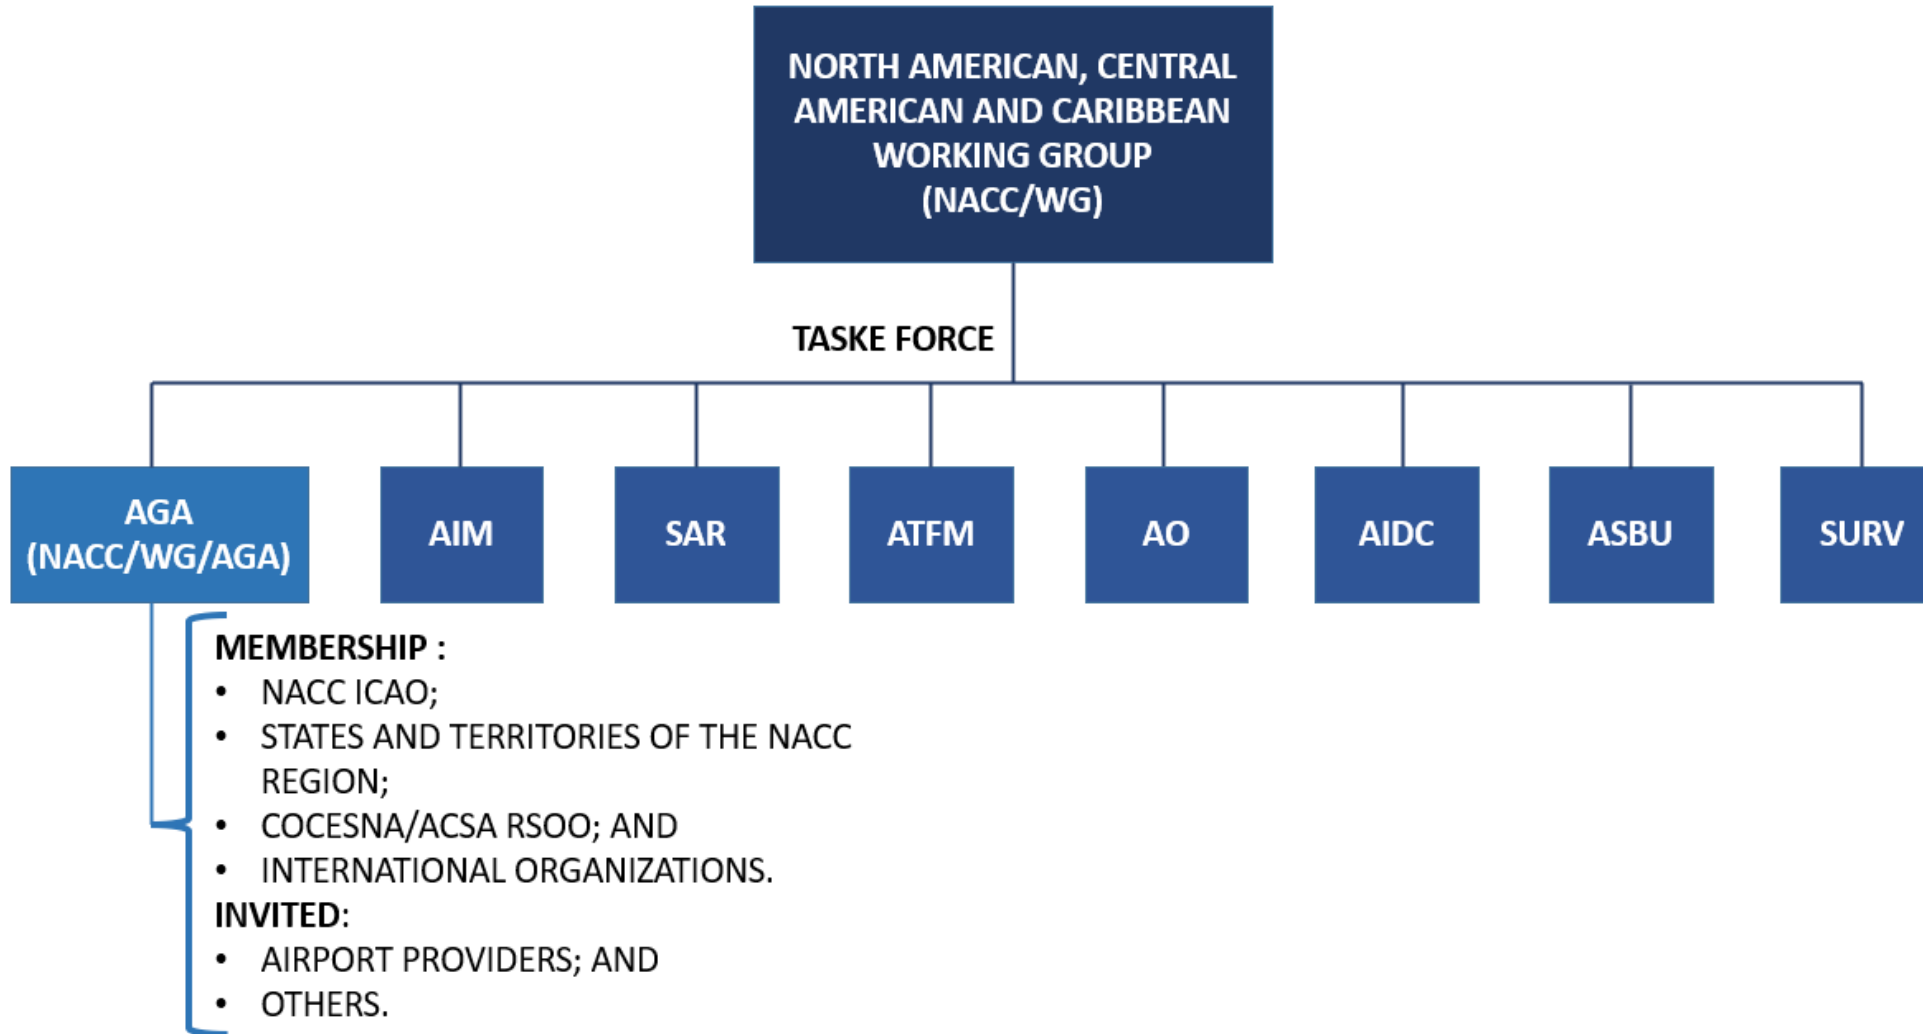 NORTH AMERICAN, CENTRAL
AMERICAN AND CARIBBEAN
WORKING GROUP
(NACC/WG)
TASKE FORCE
AGA
(NACC/WG/AGA)
AIM
SAR
ATFM
AO
AIDC
ASBU
SURV
MEMBERSHIP :
• NACC ICAO;
• STATES AND TERRITORIES OF THE NACC
REGION;
• COCESNA/ACSA RSOO; AND
• INTERNATIONAL ORGANIZATIONS.
INVITED:
• AIRPORT PROVIDERS; AND
• OTHERS.